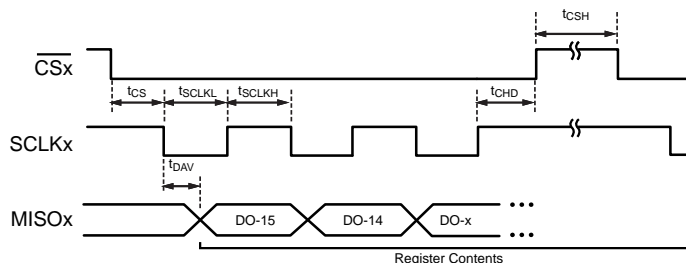 tCSH
CSx
tCS tSCLKL tSCLKH tCHD
SCLKx
tDAV
MISOx DO-15 DO-14 DO-x •••
•••
Register Contents